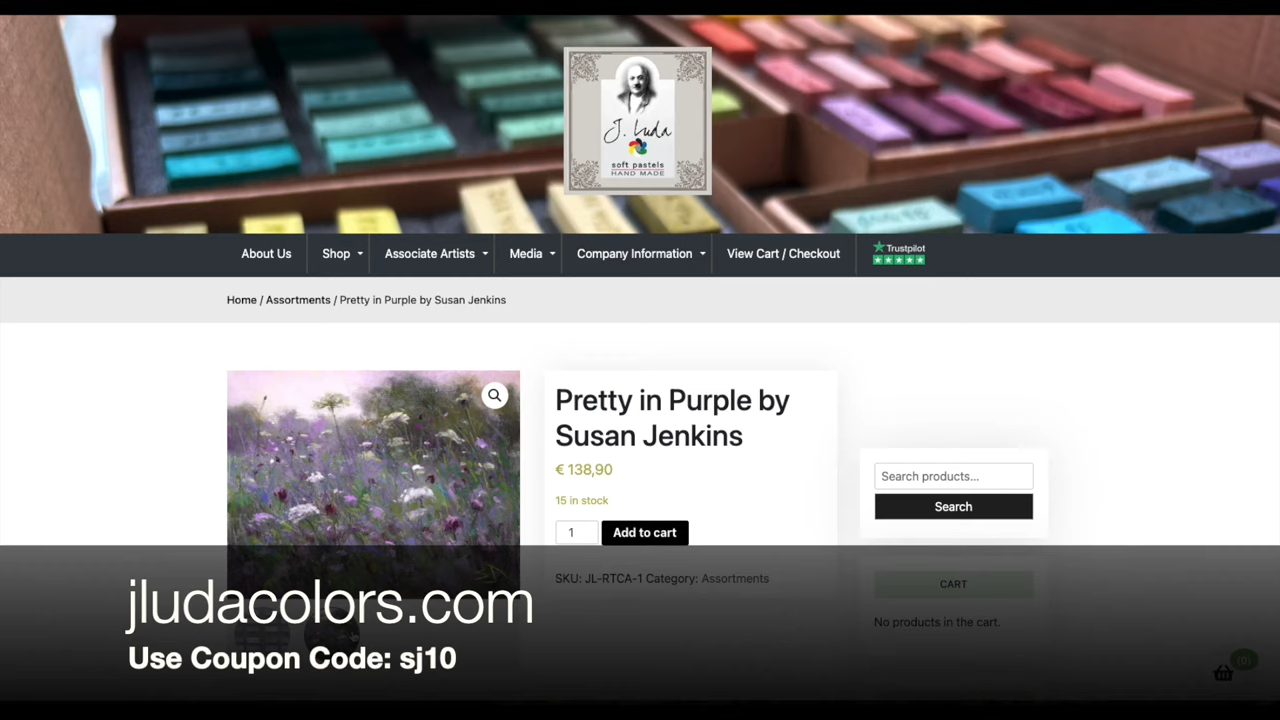 J. Luda
soft pastels
HAND MADE
About Us
Shop
Associate Artists
Media
Company Information
View Cart / Checkout
Trustpilot
Home / Assortments / Pretty in Purple by Susan Jenkins
Pretty in Purple by
Susan Jenkins
€ 138,90
15 in stock
1
Add to cart
SKU: JL-RTCA-1 Category: Assortments
Search products...
Search
CART
No products in the cart.
(0)
jludacolors.com
Use Coupon Code: sj10